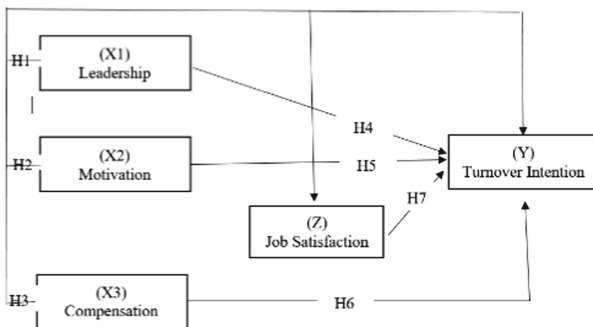 (X1)
H1
Leadership
H4
(X2)
H2
Motivation
H5
(Y)
Turnover Intention
H7
(Z)
Job Satisfaction
(X3)
H3
Compensation
H6